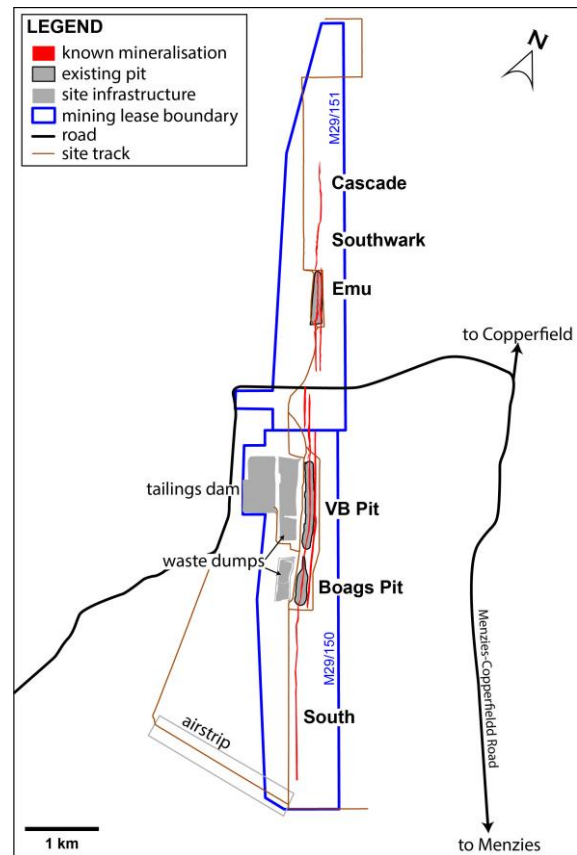 LEGEND
known mineralisation
existing pit
site infrastructure
mining lease boundary
road
site track
N
M29/151
Cascade
Southwark
Emu
to Copperfield
tailings dam
VB Pit
waste dumps
Boags Pit
M29/150
Menzies-Copperfieldd Road
South
airstrip
1 km
to Menzies